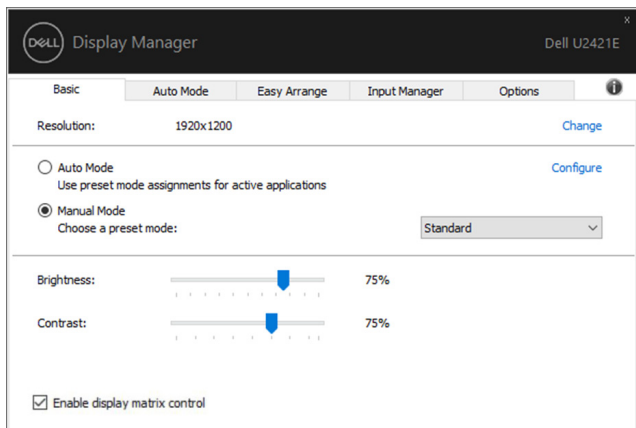 DELL Display Manager
Dell U2421E
x
Basic Auto Mode Easy Arrange Input Manager Options i
Resolution: 1920x1200 Change
Auto Mode Configure
Use preset mode assignments for active applications
Manual Mode
Choose a preset mode: Standard
Brightness: 75%
Contrast: 75%
Enable display matrix control